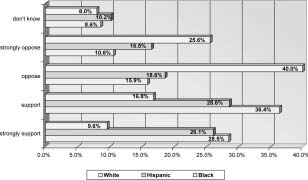 don't know
8.0%
10.2%
8.6%
strongly oppose
25.6%
16.5%
10.6%
oppose
40.0%
18.6%
15.9%
support
16.8%
28.6%
36.4%
strongly support
9.6%
26.1%
28.5%
0.0% 5.0% 10.0% 15.0% 20.0% 25.0% 30.0% 35.0% 40.0%
White Hispanic Black